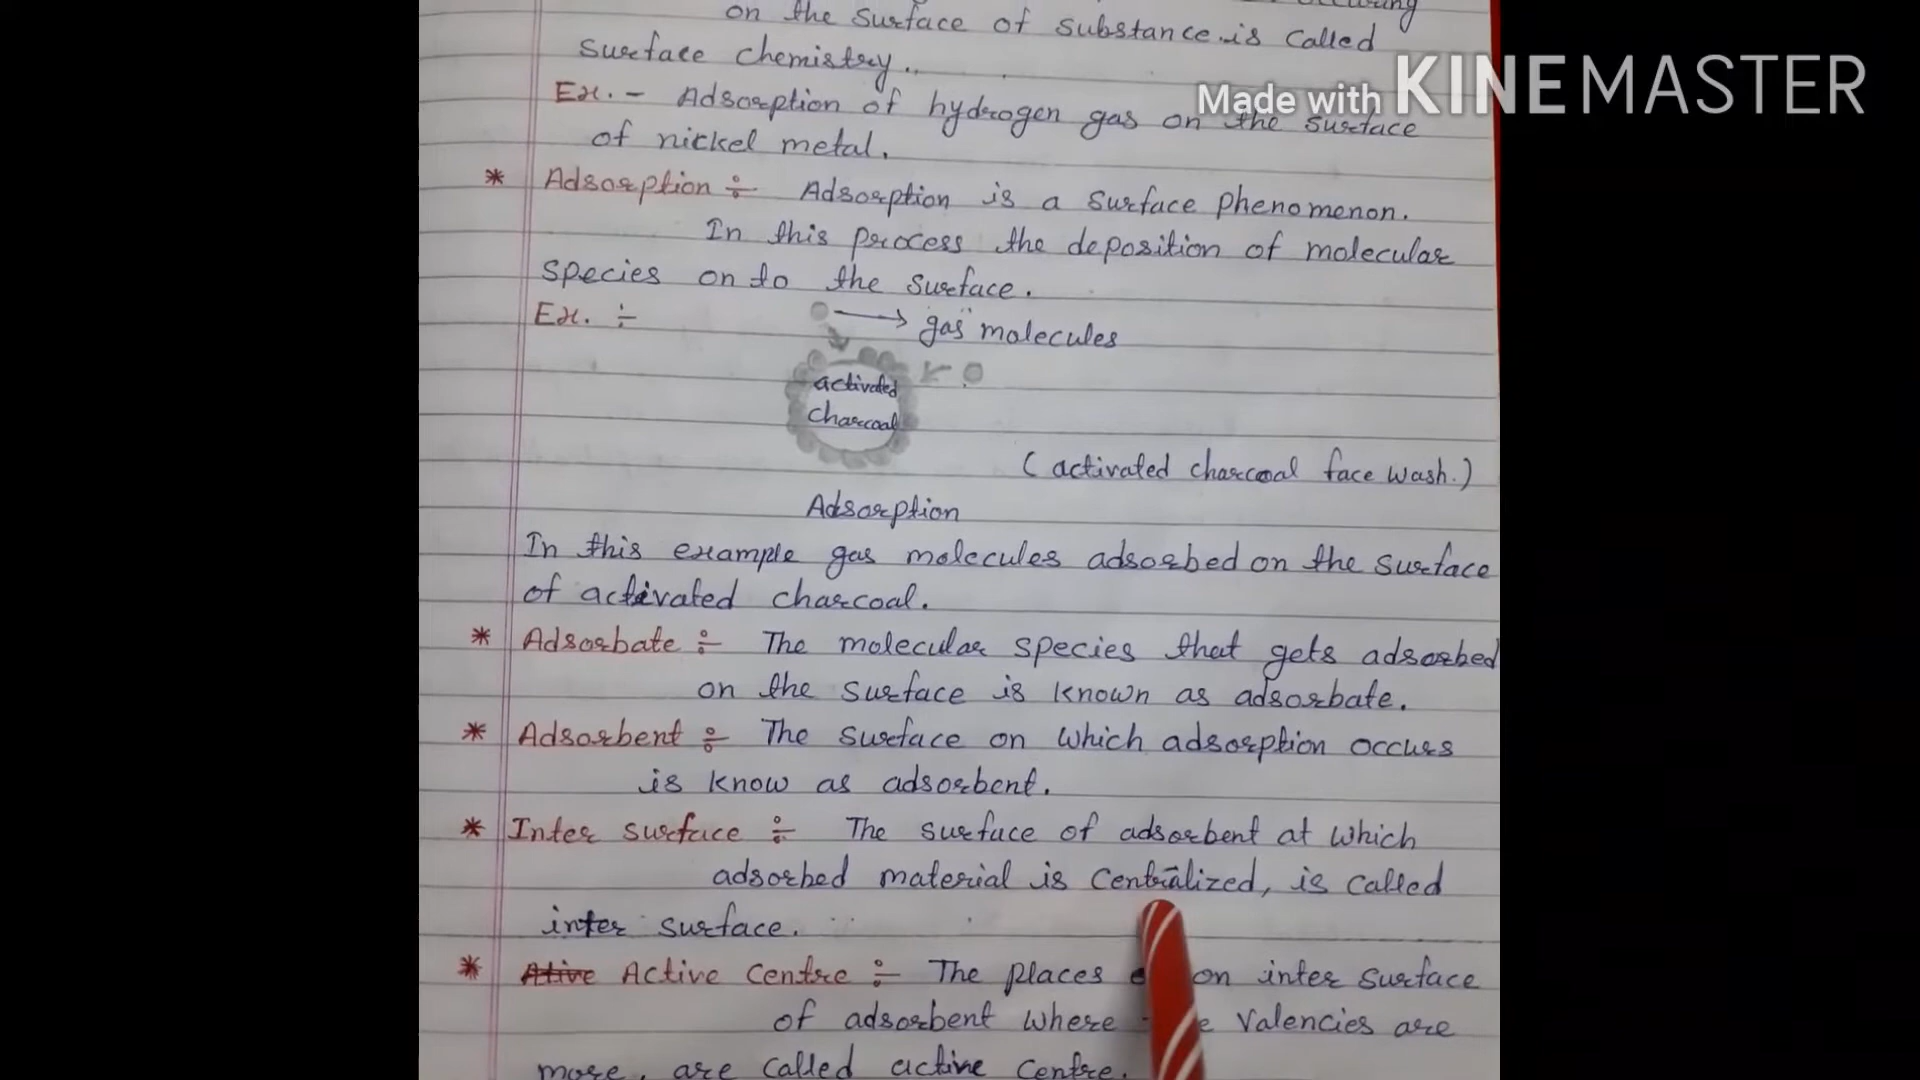 on the surface of substance is called
surface chemistry.
Made with KINEMASTER
Ex. - Adsorption of hydrogen gas on the surface
of nickel metal.
* Adsorption ÷ Adsorption is a surface phenomenon.
In this process the deposition of molecular
species on to the surface.
Ex. ÷
→ gas molecules
activated
charcoal
(activated charcoal face wash.)
Adsorption
In this example gas molecules adsorbed on the surface
of activated charcoal.
* Adsorbate ÷ The molecular species that gets adsorbed
on the surface is known as adsorbate.
* Adsorbent ÷ The surface on which adsorption occurs
is know as adsorbent.
* Inter surface ÷ The surface of adsorbent at which
adsorbed material is centralized, is called
inter surface.
* Ative Active Centre ÷ The places on inter surface
of adsorbent where valencies are
more, are called active centre.